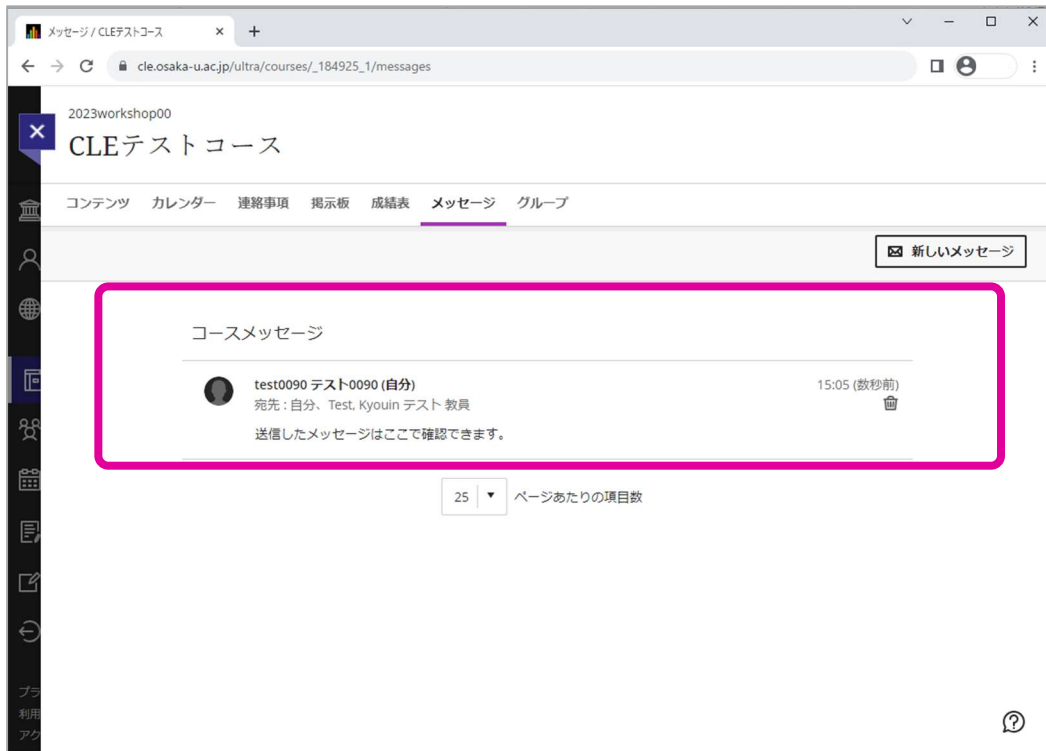 メッセージ / CLEテストコース
cle.osaka-u.ac.jp/ultra/courses/_184925_1/messages
2023workshop00
CLEテストコース
コンテンツ カレンダー 連絡事項 掲示板 成績表 メッセージ グループ
新しいメッセージ
コースメッセージ
test0090 テスト0090 (自分) 15:05 (数秒前)
宛先 : 自分、Test, Kyouin テスト 教員
送信したメッセージはここで確認できます。
25 ページあたりの項目数
プラ
利用
アク